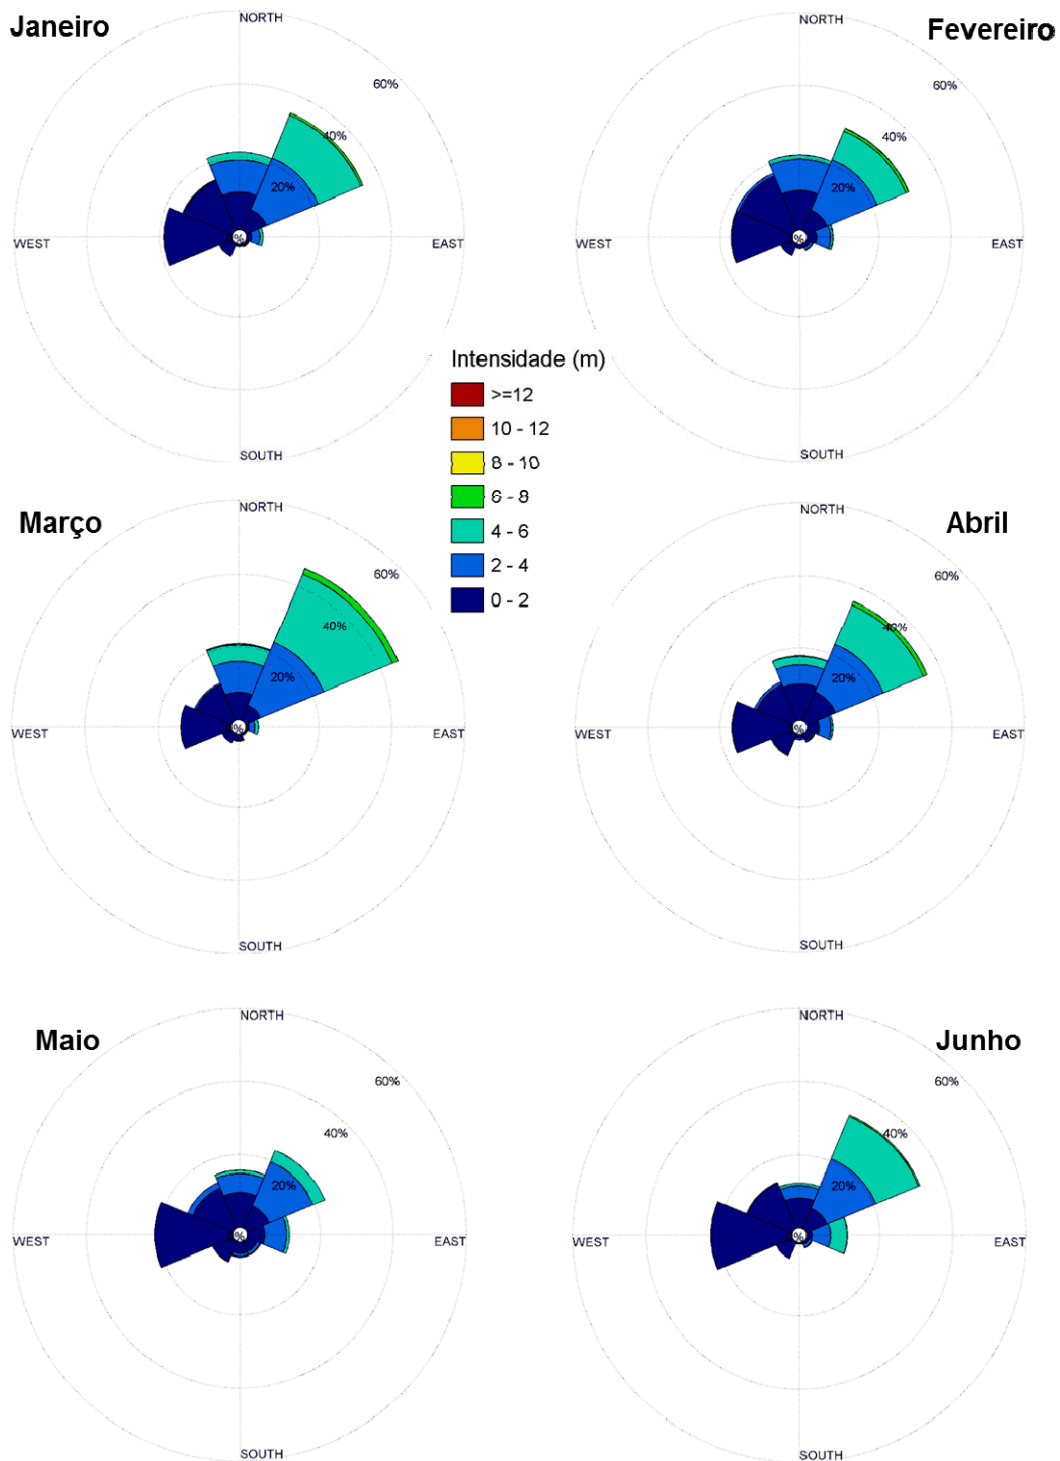 Janeiro
NORTH
60%
40%
20%
%
WEST
EAST
SOUTH
Fevereiro
NORTH
60%
40%
20%
%
WEST
EAST
SOUTH
Intensidade (m)
>=12
10 - 12
8 - 10
6 - 8
4 - 6
2 - 4
0 - 2
Março
NORTH
60%
40%
20%
%
WEST
EAST
SOUTH
Abril
NORTH
60%
40%
20%
%
WEST
EAST
SOUTH
Maio
NORTH
60%
40%
20%
%
WEST
EAST
SOUTH
Junho
NORTH
60%
40%
20%
%
WEST
EAST
SOUTH